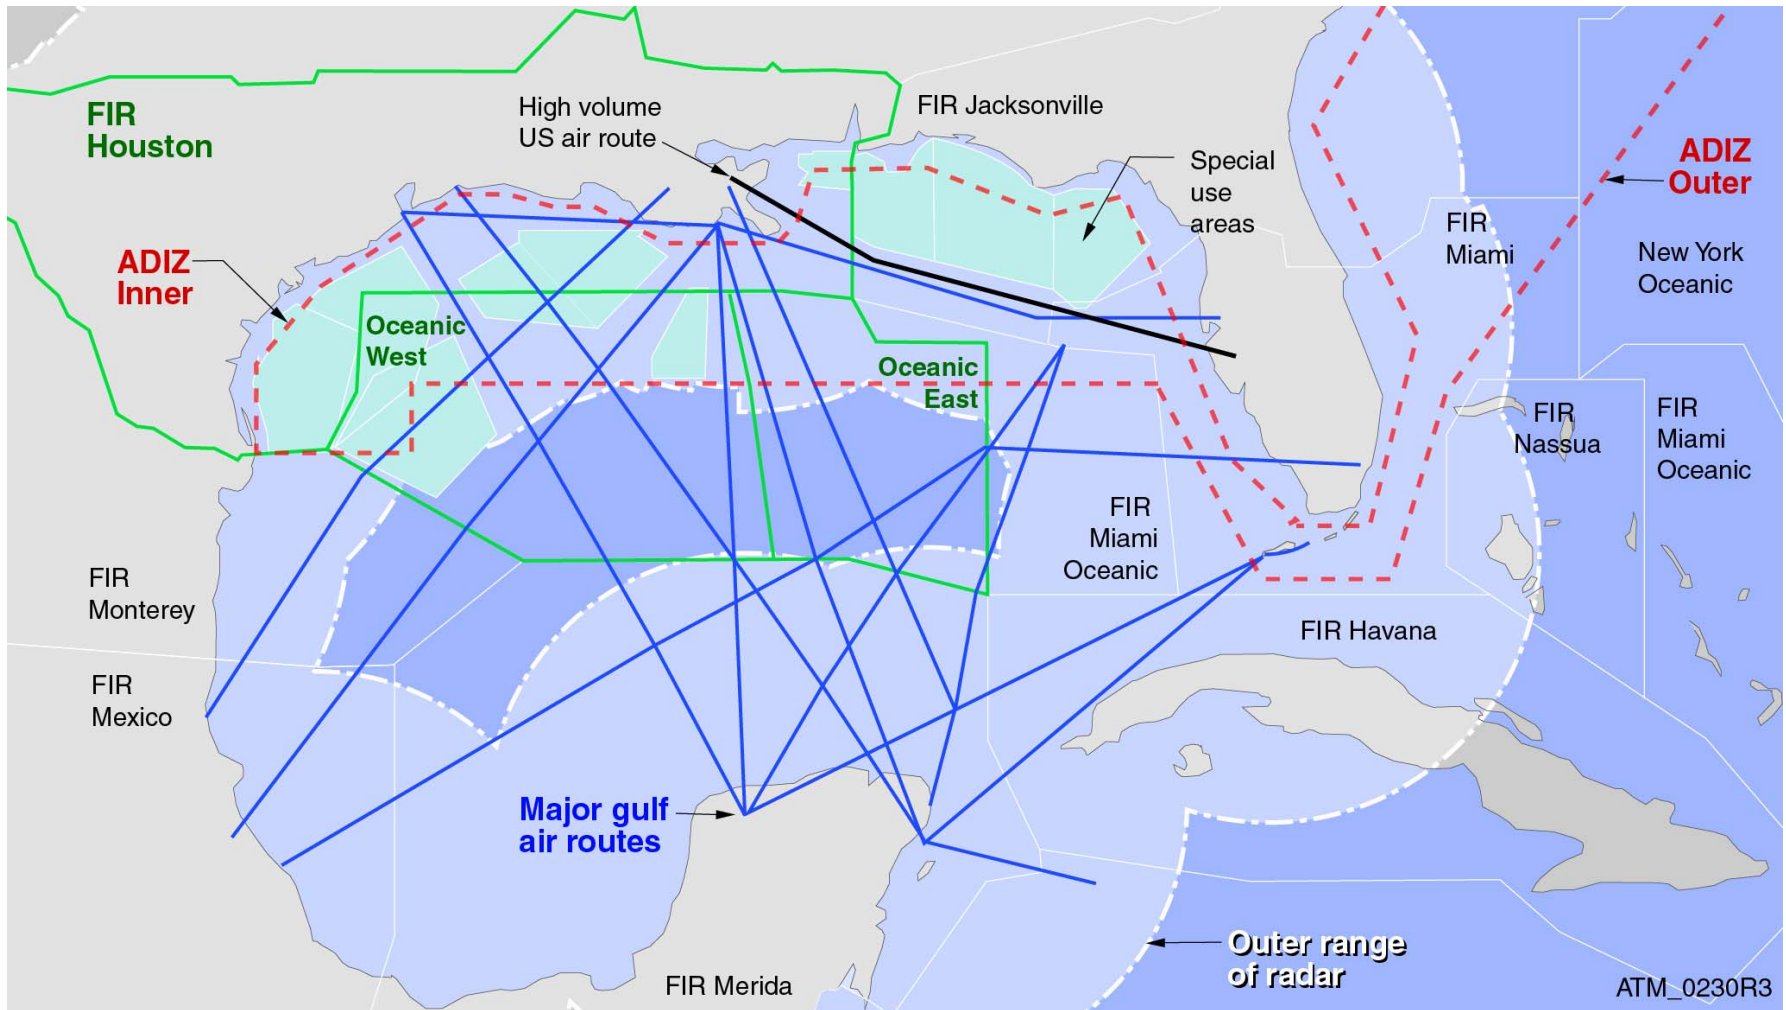 FIR
Houston
High volume
US air route
FIR Jacksonville
Special
use
areas
ADIZ
Outer
FIR
Miami
New York
Oceanic
ADIZ
Inner
Oceanic
West
Oceanic
East
FIR
Nassua
FIR
Miami
Oceanic
FIR
Miami
Oceanic
FIR
Monterey
FIR Havana
FIR
Mexico
Major gulf
air routes
Outer range
of radar
FIR Merida
ATM_0230R3